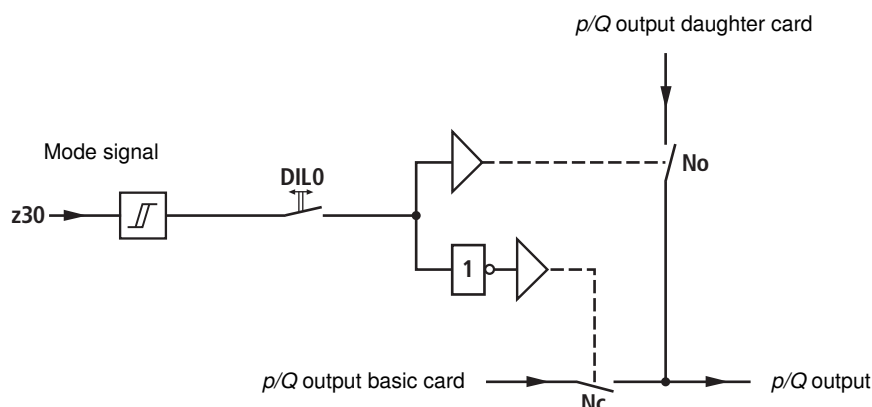 p/Q output daughter card
Mode signal
DIL0
No
z30
1
p/Q output basic card
p/Q output
Nc